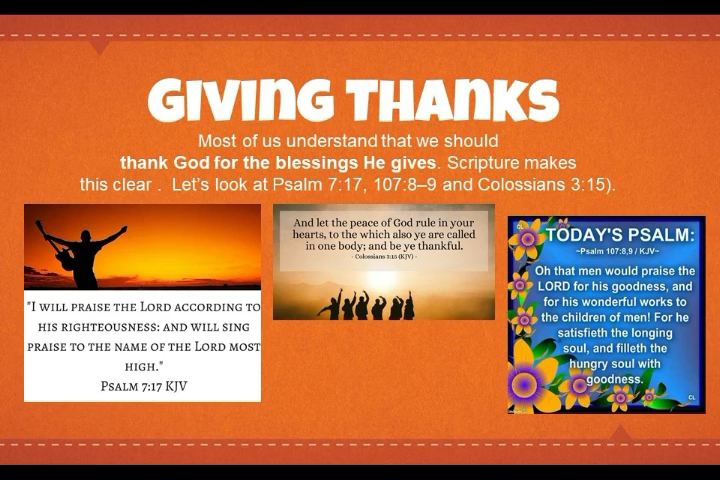 GIVING THANKS
Most of us understand that we should
thank God for the blessings He gives. Scripture makes
this clear .  Let's look at Psalm 7:17, 107:8–9 and Colossians 3:15).
"I will praise the Lord according to
his righteousness: and will sing
praise to the name of the Lord most
high."
Psalm 7:17 KJV
And let the peace of God rule in your
hearts, to the which also ye are called
in one body; and be ye thankful.
- Colossians 3:15 (KJV) -
CL
TODAY'S PSALM:
~Psalm 107:8,9 / KJV~
Oh that men would praise the
LORD for his goodness, and
for his wonderful works to
the children of men! For he
satisfieth the longing
soul, and filleth the
hungry soul with
goodness.
CL